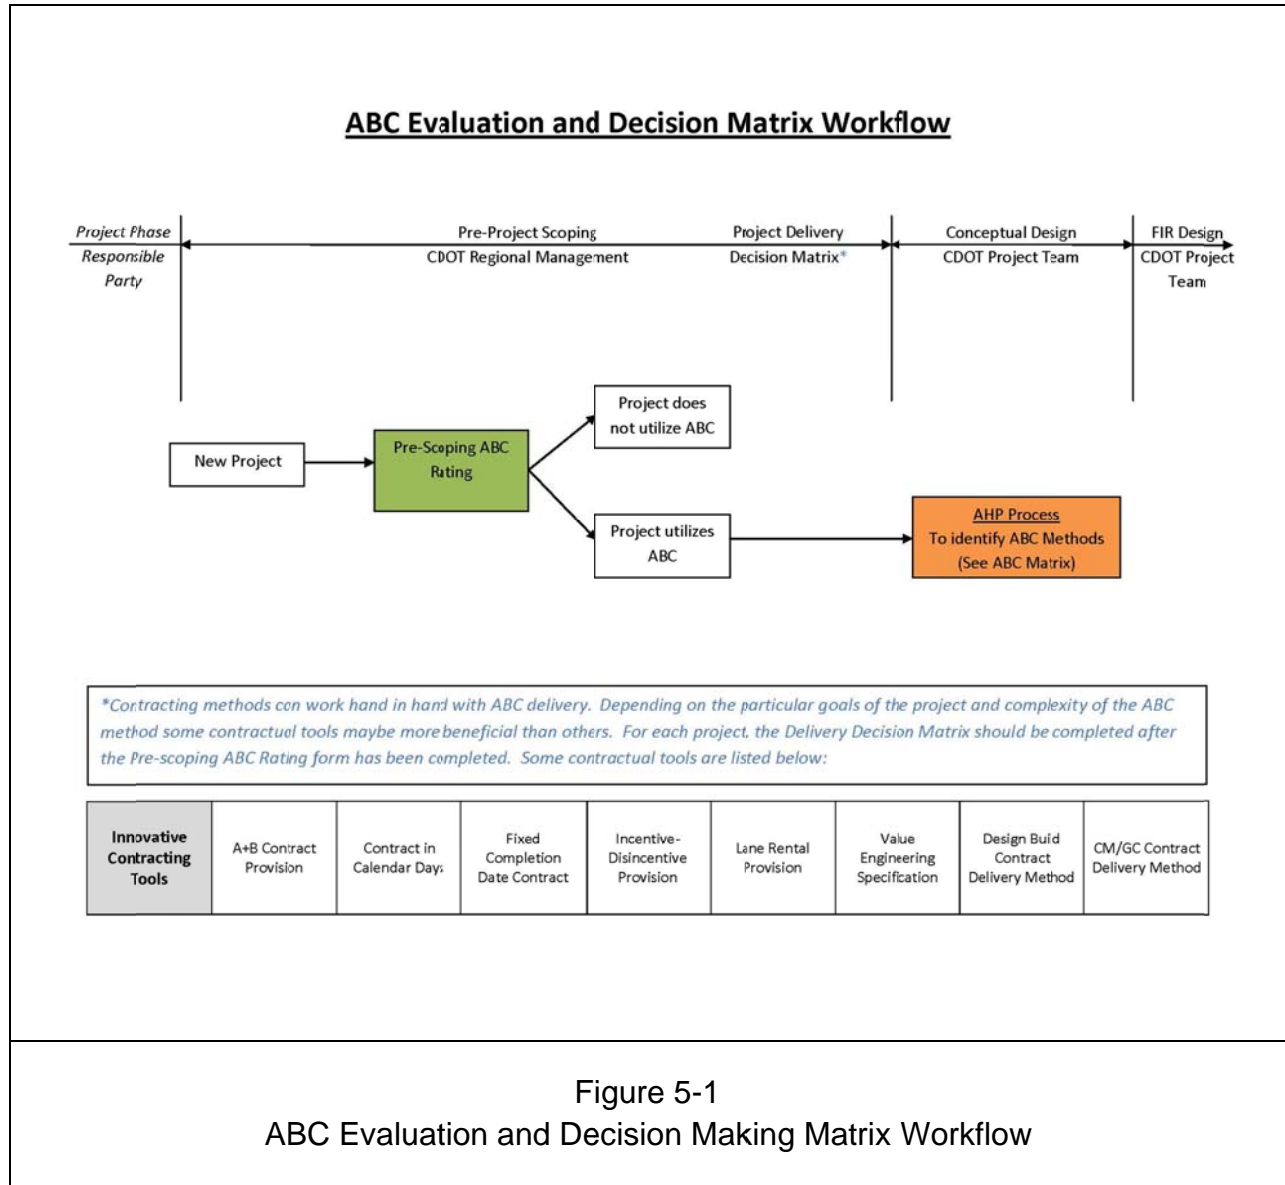 ABC Evaluation and Decision Matrix Workflow
Project Phase
Pre-Project Scoping
Project Delivery
Conceptual Design
FIR Design
Responsible
Party
CDOT Regional Management
Decision Matrix*
CDOT Project Team
CDOT Project
Team
Project does
not utilize ABC
New Project
Pre-Scoping ABC
Rating
Project utilizes
ABC
AHP Process
To identify ABC Methods
(See ABC Matrix)
*Contracting methods can work hand in hand with ABC delivery. Depending on the particular goals of the project and complexity of the ABC
method some contractual tools maybe more beneficial than others. For each project, the Delivery Decision Matrix should be completed after
the Pre-scoping ABC Rating form has been completed. Some contractual tools are listed below:
Innovative
Contracting
Tools
A+B Contract
Provision
Contract in
Calendar Days
Fixed
Completion
Date Contract
Incentive-
Disincentive
Provision
Lane Rental
Provision
Value
Engineering
Specification
Design Buid
Contract
Delivery Method
CM/GC Contract
Delivery Method
Figure 5-1
ABC Evaluation and Decision Making Matrix Workflow